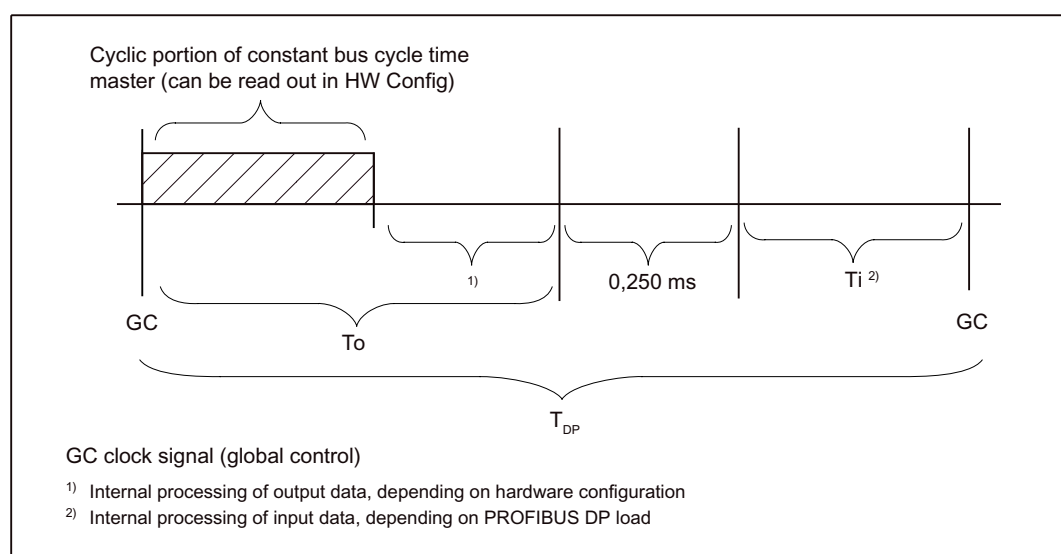 Cyclic portion of constant bus cycle time
master (can be read out in HW Config)
1)
0,250 ms
Ti 2)
GC
To
GC
TDP
GC clock signal (global control)
1) Internal processing of output data, depending on hardware configuration
2) Internal processing of input data, depending on PROFIBUS DP load